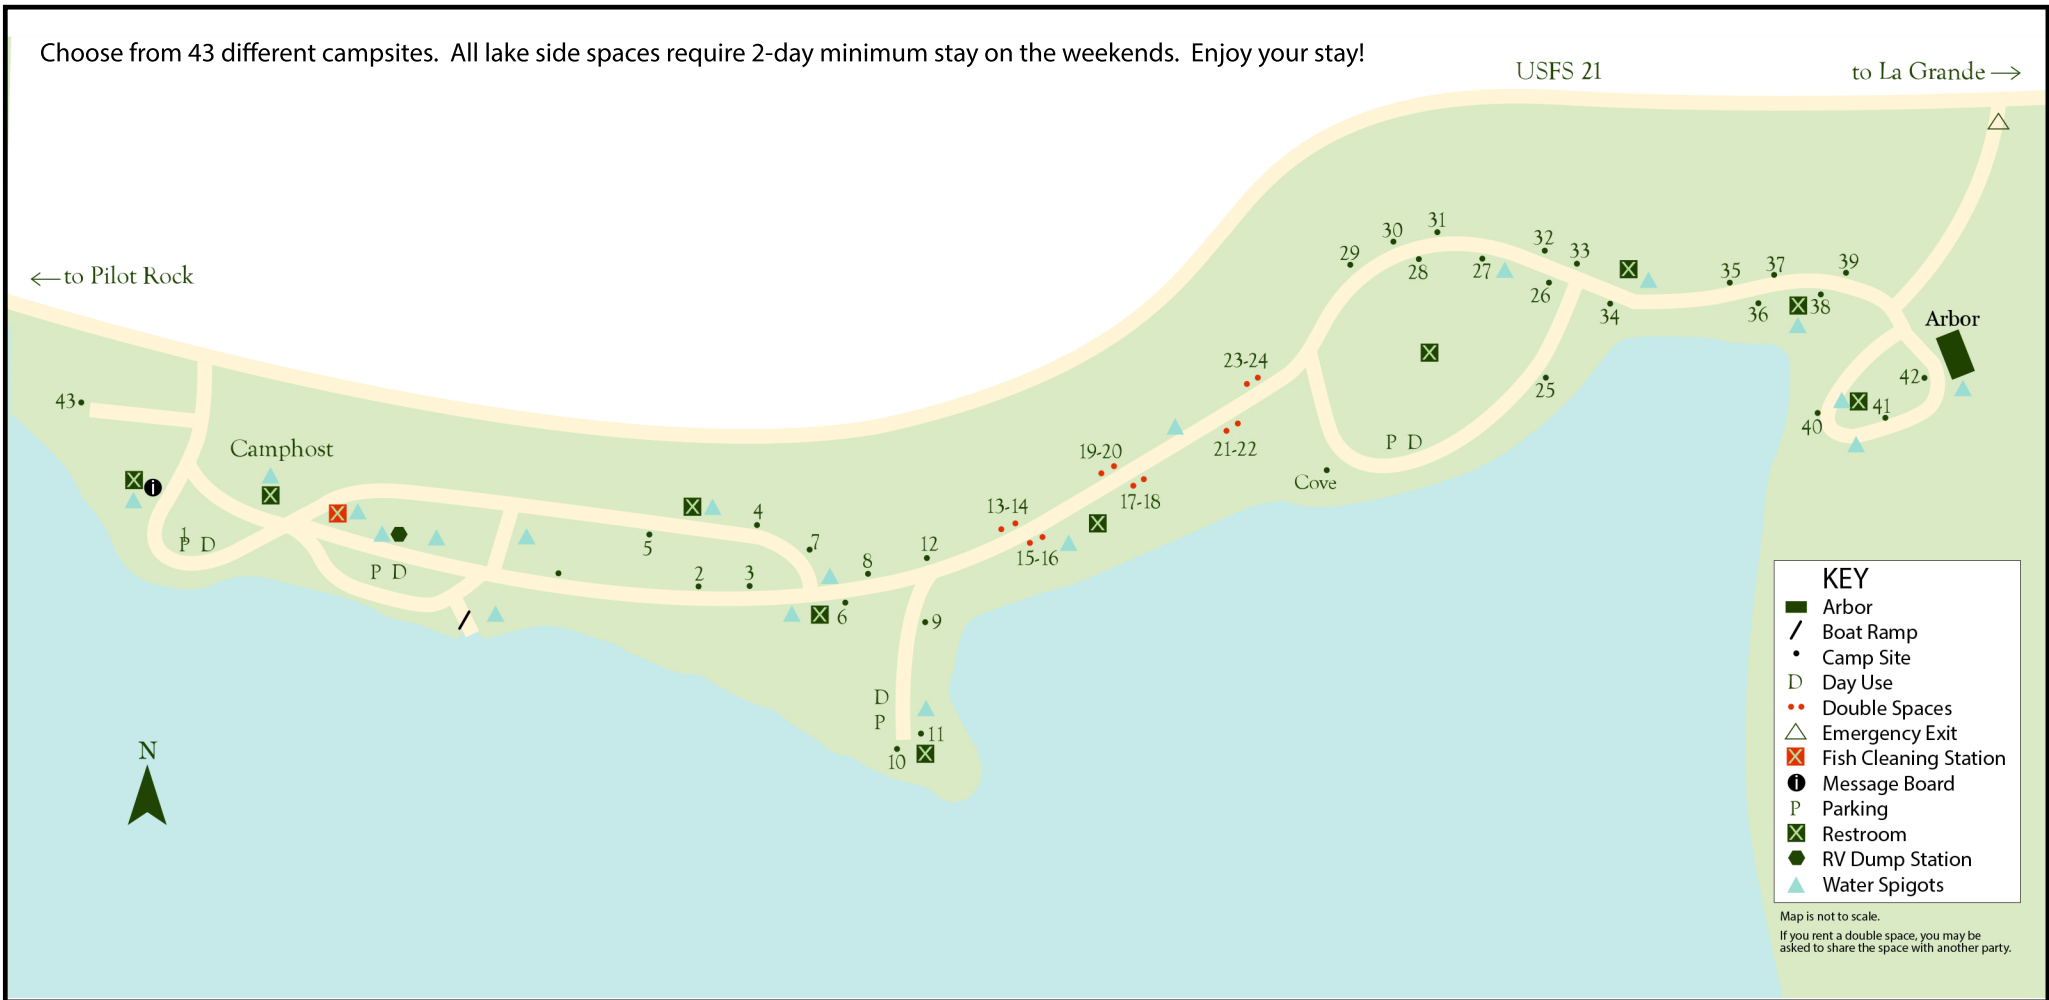 Choose from 43 different campsites.  All lake side spaces require 2-day minimum stay on the weekends.  Enjoy your stay!
USFS 21
to La Grande →
← to Pilot Rock
31
30
32
29
33
28
27
26
34
35
37
39
36
38
Arbor
42
41
40
25
23-24
21-22
P D
Cove
19-20
17-18
13-14
15-16
43
Camphost
1
P D
P D
4
5
7
2
3
8
12
6
9
D
P
11
10
N
KEY
Arbor
Boat Ramp
Camp Site
D Day Use
Double Spaces
Emergency Exit
Fish Cleaning Station
i Message Board
P Parking
Restroom
RV Dump Station
Water Spigots
Map is not to scale.
If you rent a double space, you may be
asked to share the space with another party.